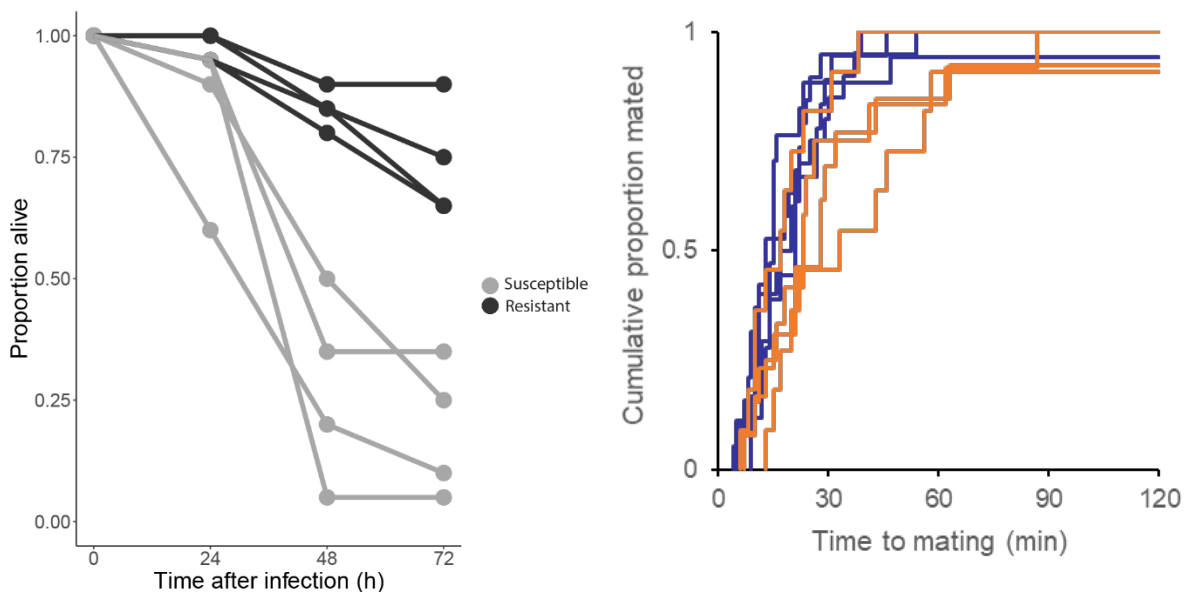 Proportion alive
1.00
0.75
0.50
0.25
0.00
0
24
48
72
Time after infection (h)
Susceptible
Resistant
Cumulative proportion mated
1
0.5
0
0
30
60
90
120
Time to mating (min)